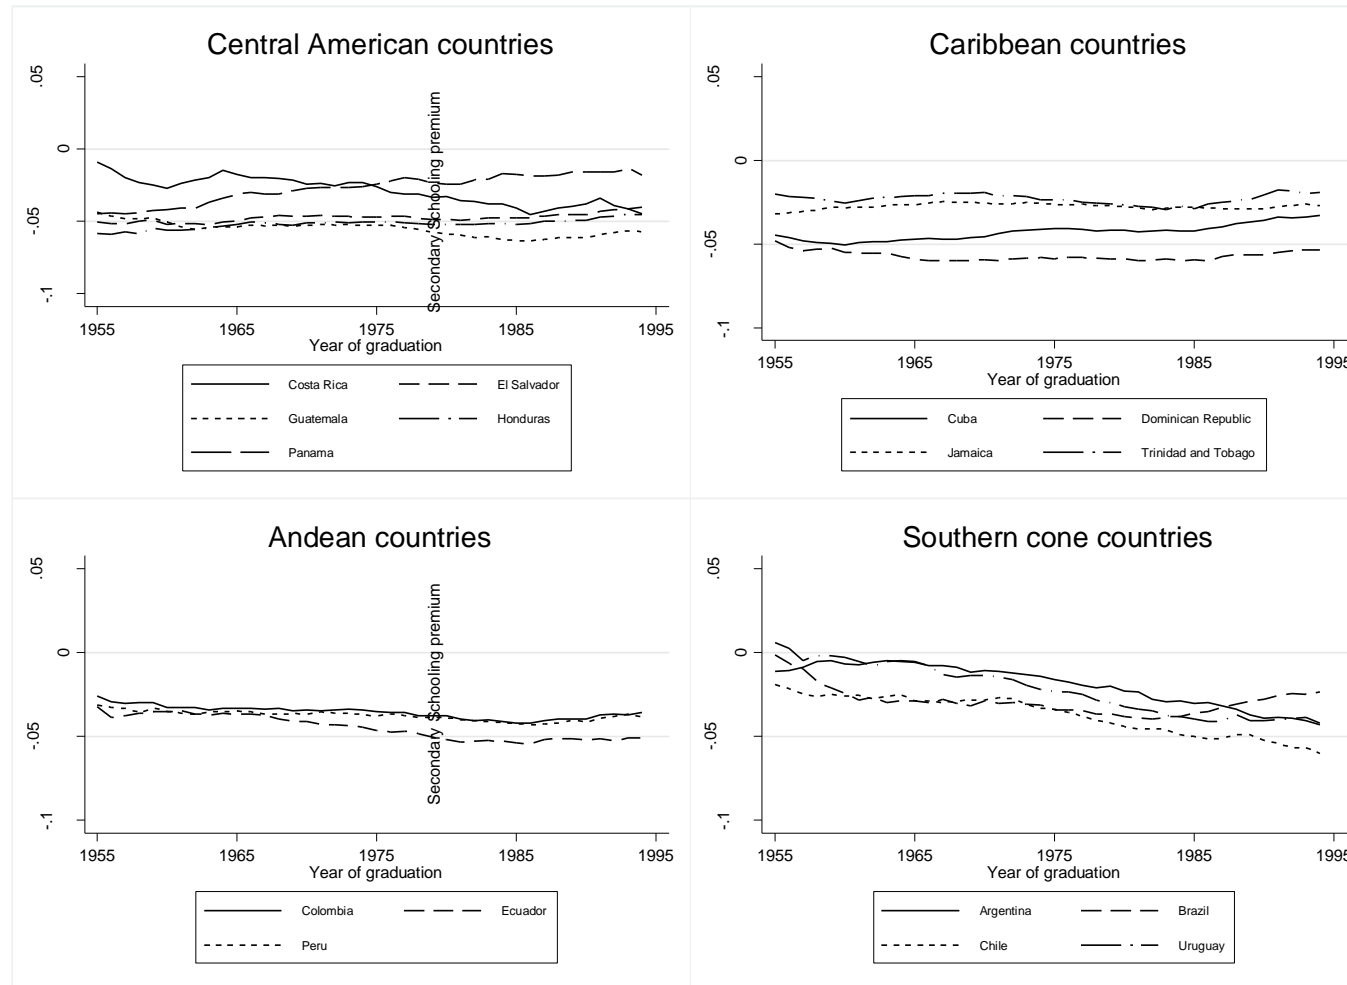 Central American countries
.05
0
-.05
-.1
Secondary Schooling premium
1955 1965 1975 1985 1995
Year of graduation
Costa Rica El Salvador
Guatemala Honduras
Panama
Caribbean countries
.05
0
-.05
-.1
1955 1965 1975 1985 1995
Year of graduation
Cuba Dominican Republic
Jamaica Trinidad and Tobago
Andean countries
.05
0
-.05
-.1
Secondary Schooling premium
1955 1965 1975 1985 1995
Year of graduation
Colombia Ecuador
Peru
Southern cone countries
.05
0
-.05
-.1
1955 1965 1975 1985 1995
Year of graduation
Argentina Brazil
Chile Uruguay